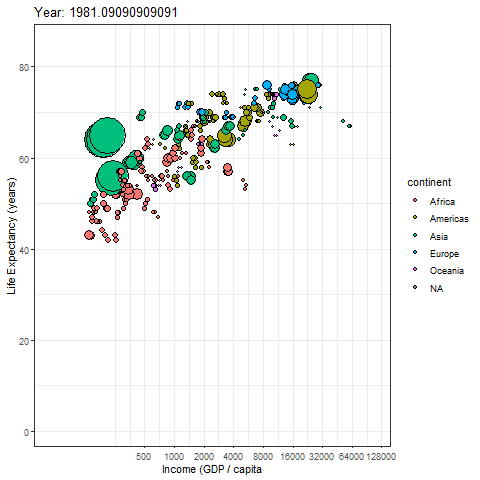 Year: 1981.09090909091
80
60
40
20
0
Life Expectancy (years)
500 1000 2000 4000 8000 16000 32000 64000 128000
Income (GDP / capita
continent
Africa
Americas
Asia
Europe
Oceania
NA